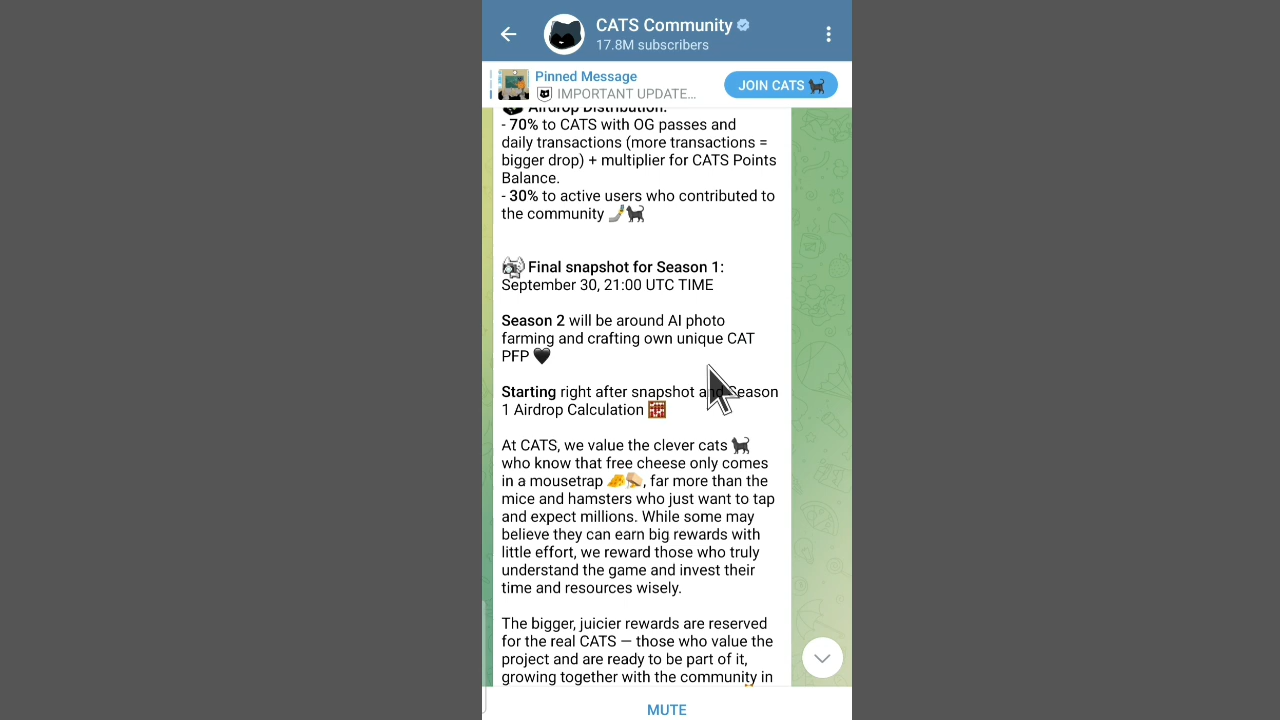 CATS Community
17.8M subscribers
Pinned Message
IMPORTANT UPDATE...
JOIN CATS 🐈‍⬛
Airdrop Distribution:
- 70% to CATS with OG passes and
daily transactions (more transactions =
bigger drop) + multiplier for CATS Points
Balance.
- 30% to active users who contributed to
the community 🤳🐈‍⬛
Final snapshot for Season 1:
September 30, 21:00 UTC TIME
Season 2 will be around AI photo
farming and crafting own unique CAT
PFP 🖤
Starting right after snapshot and Season
1 Airdrop Calculation 🧮
At CATS, we value the clever cats 🐈‍⬛
who know that free cheese only comes
in a mousetrap 🧀🪤, far more than the
mice and hamsters who just want to tap
and expect millions. While some may
believe they can earn big rewards with
little effort, we reward those who truly
understand the game and invest their
time and resources wisely.
The bigger, juicier rewards are reserved
for the real CATS — those who value the
project and are ready to be part of it,
growing together with the community in
MUTE